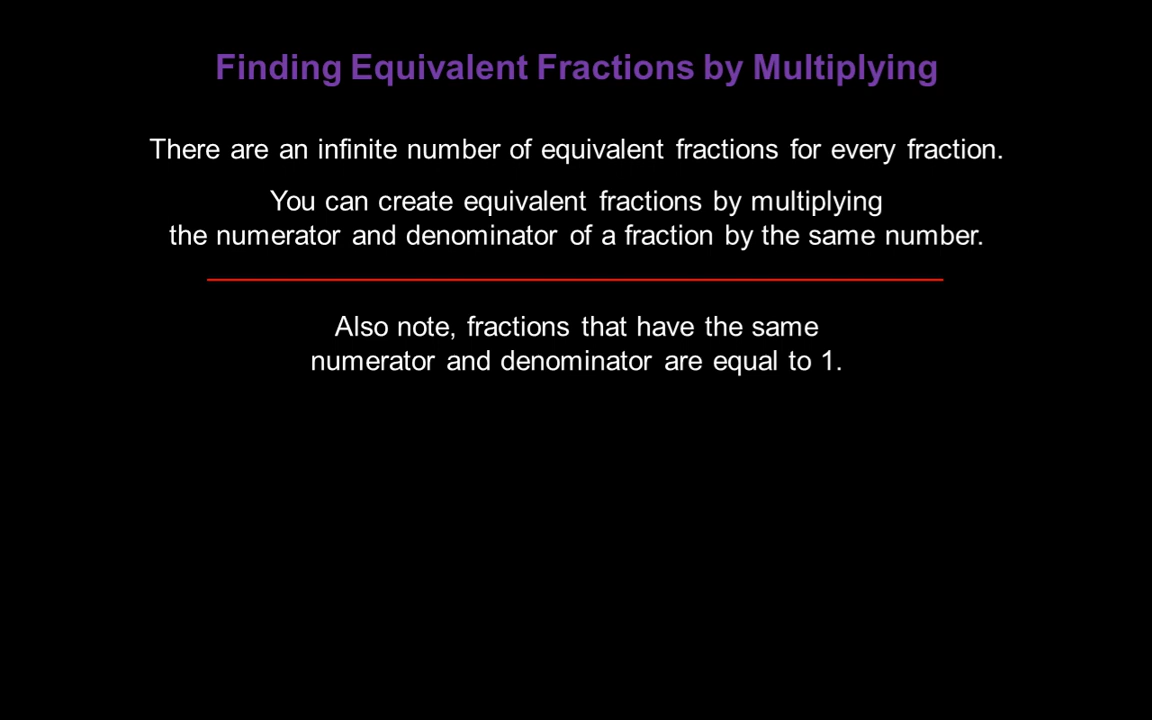 Finding Equivalent Fractions by Multiplying
There are an infinite number of equivalent fractions for every fraction.
You can create equivalent fractions by multiplying
the numerator and denominator of a fraction by the same number.
Also note, fractions that have the same
numerator and denominator are equal to 1.